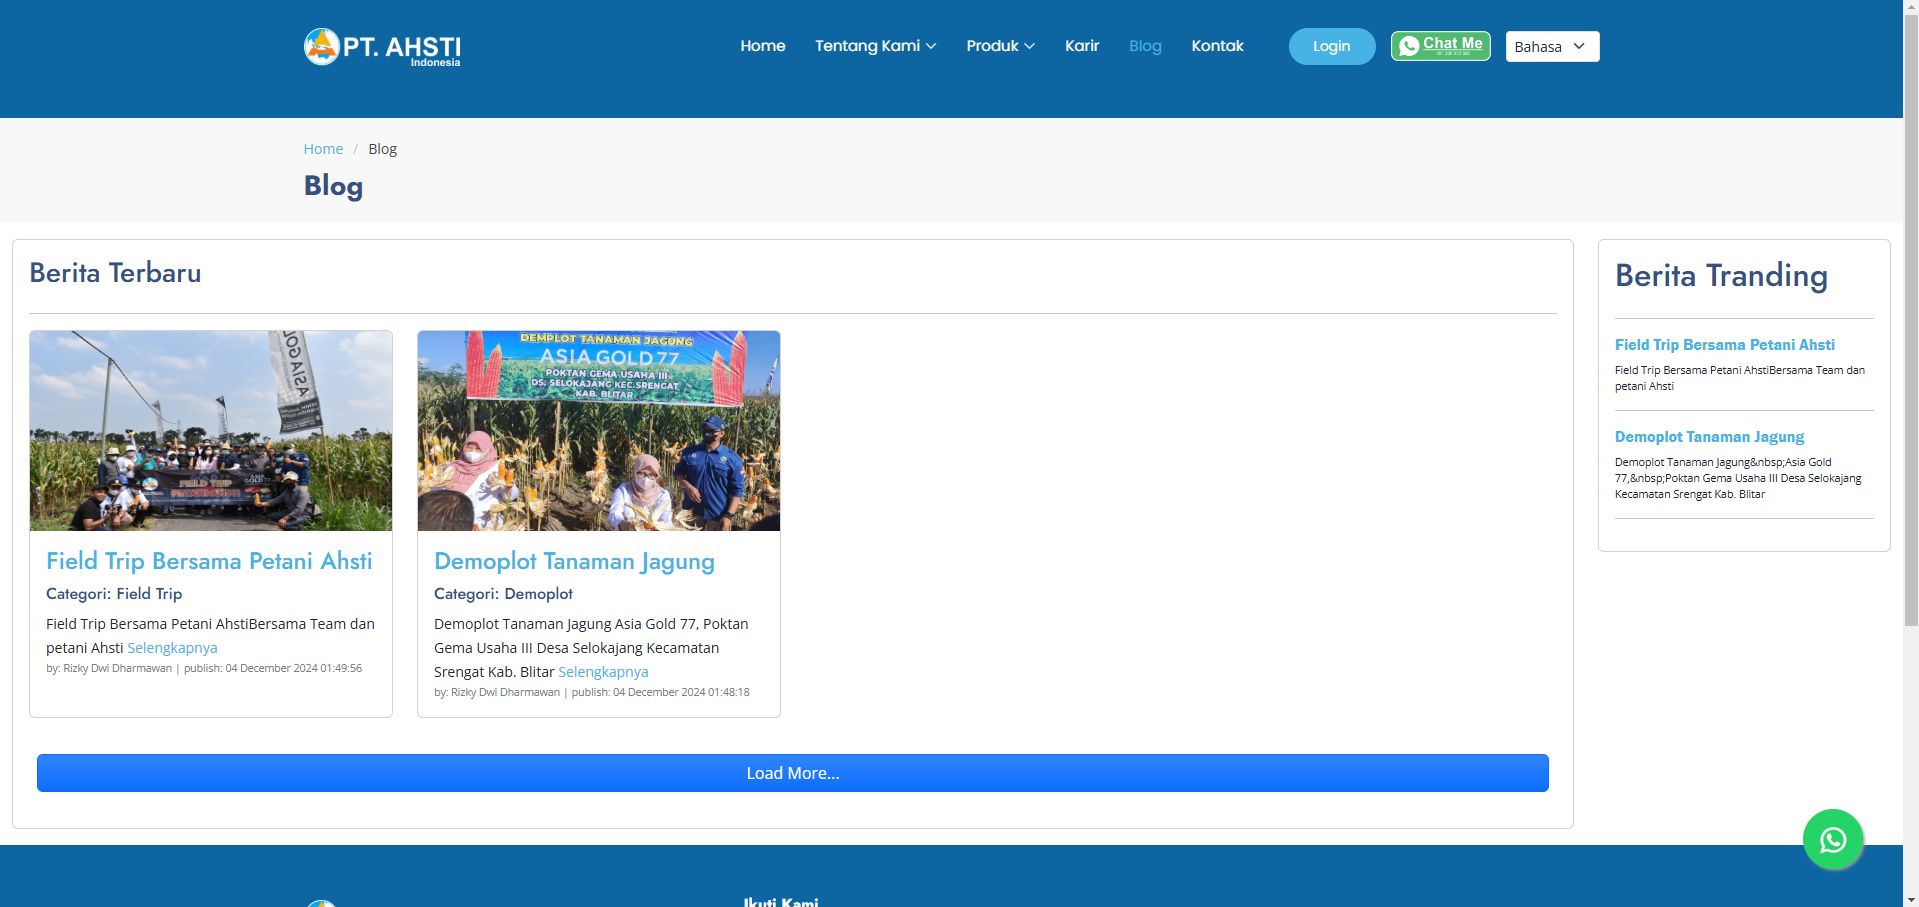 PT. AHSTI
Indonesia
Home
Tentang Kami
Produk
Karir
Blog
Kontak
Login
Chat Me
Bahasa
Home / Blog
Blog
Berita Terbaru
DEMPLOT TANAMAN JAGUNG
ASIA GOLD 77
POKTAN GEMA USAHA III
DS. SELOKAJANG KEC.SRENGAT
KAB. BLITAR
ASIA GOLD
FIELD TRIP
ASIA
GOLD 77
Field Trip Bersama Petani Ahsti
Categori: Field Trip
Field Trip Bersama Petani AhstiBersama Team dan
petani Ahsti Selengkapnya
by: Rizky Dwi Dharmawan | publish: 04 December 2024 01:49:56
Demoplot Tanaman Jagung
Categori: Demoplot
Demoplot Tanaman Jagung Asia Gold 77, Poktan
Gema Usaha III Desa Selokajang Kecamatan
Srengat Kab. Blitar Selengkapnya
by: Rizky Dwi Dharmawan | publish: 04 December 2024 01:48:18
Load More...
Berita Tranding
Field Trip Bersama Petani Ahsti
Field Trip Bersama Petani AhstiBersama Team dan
petani Ahsti
Demoplot Tanaman Jagung
Demoplot Tanaman Jagung&nbsp;Asia Gold
77,&nbsp;Poktan Gema Usaha III Desa Selokajang
Kecamatan Srengat Kab. Blitar
Ikuti Kami